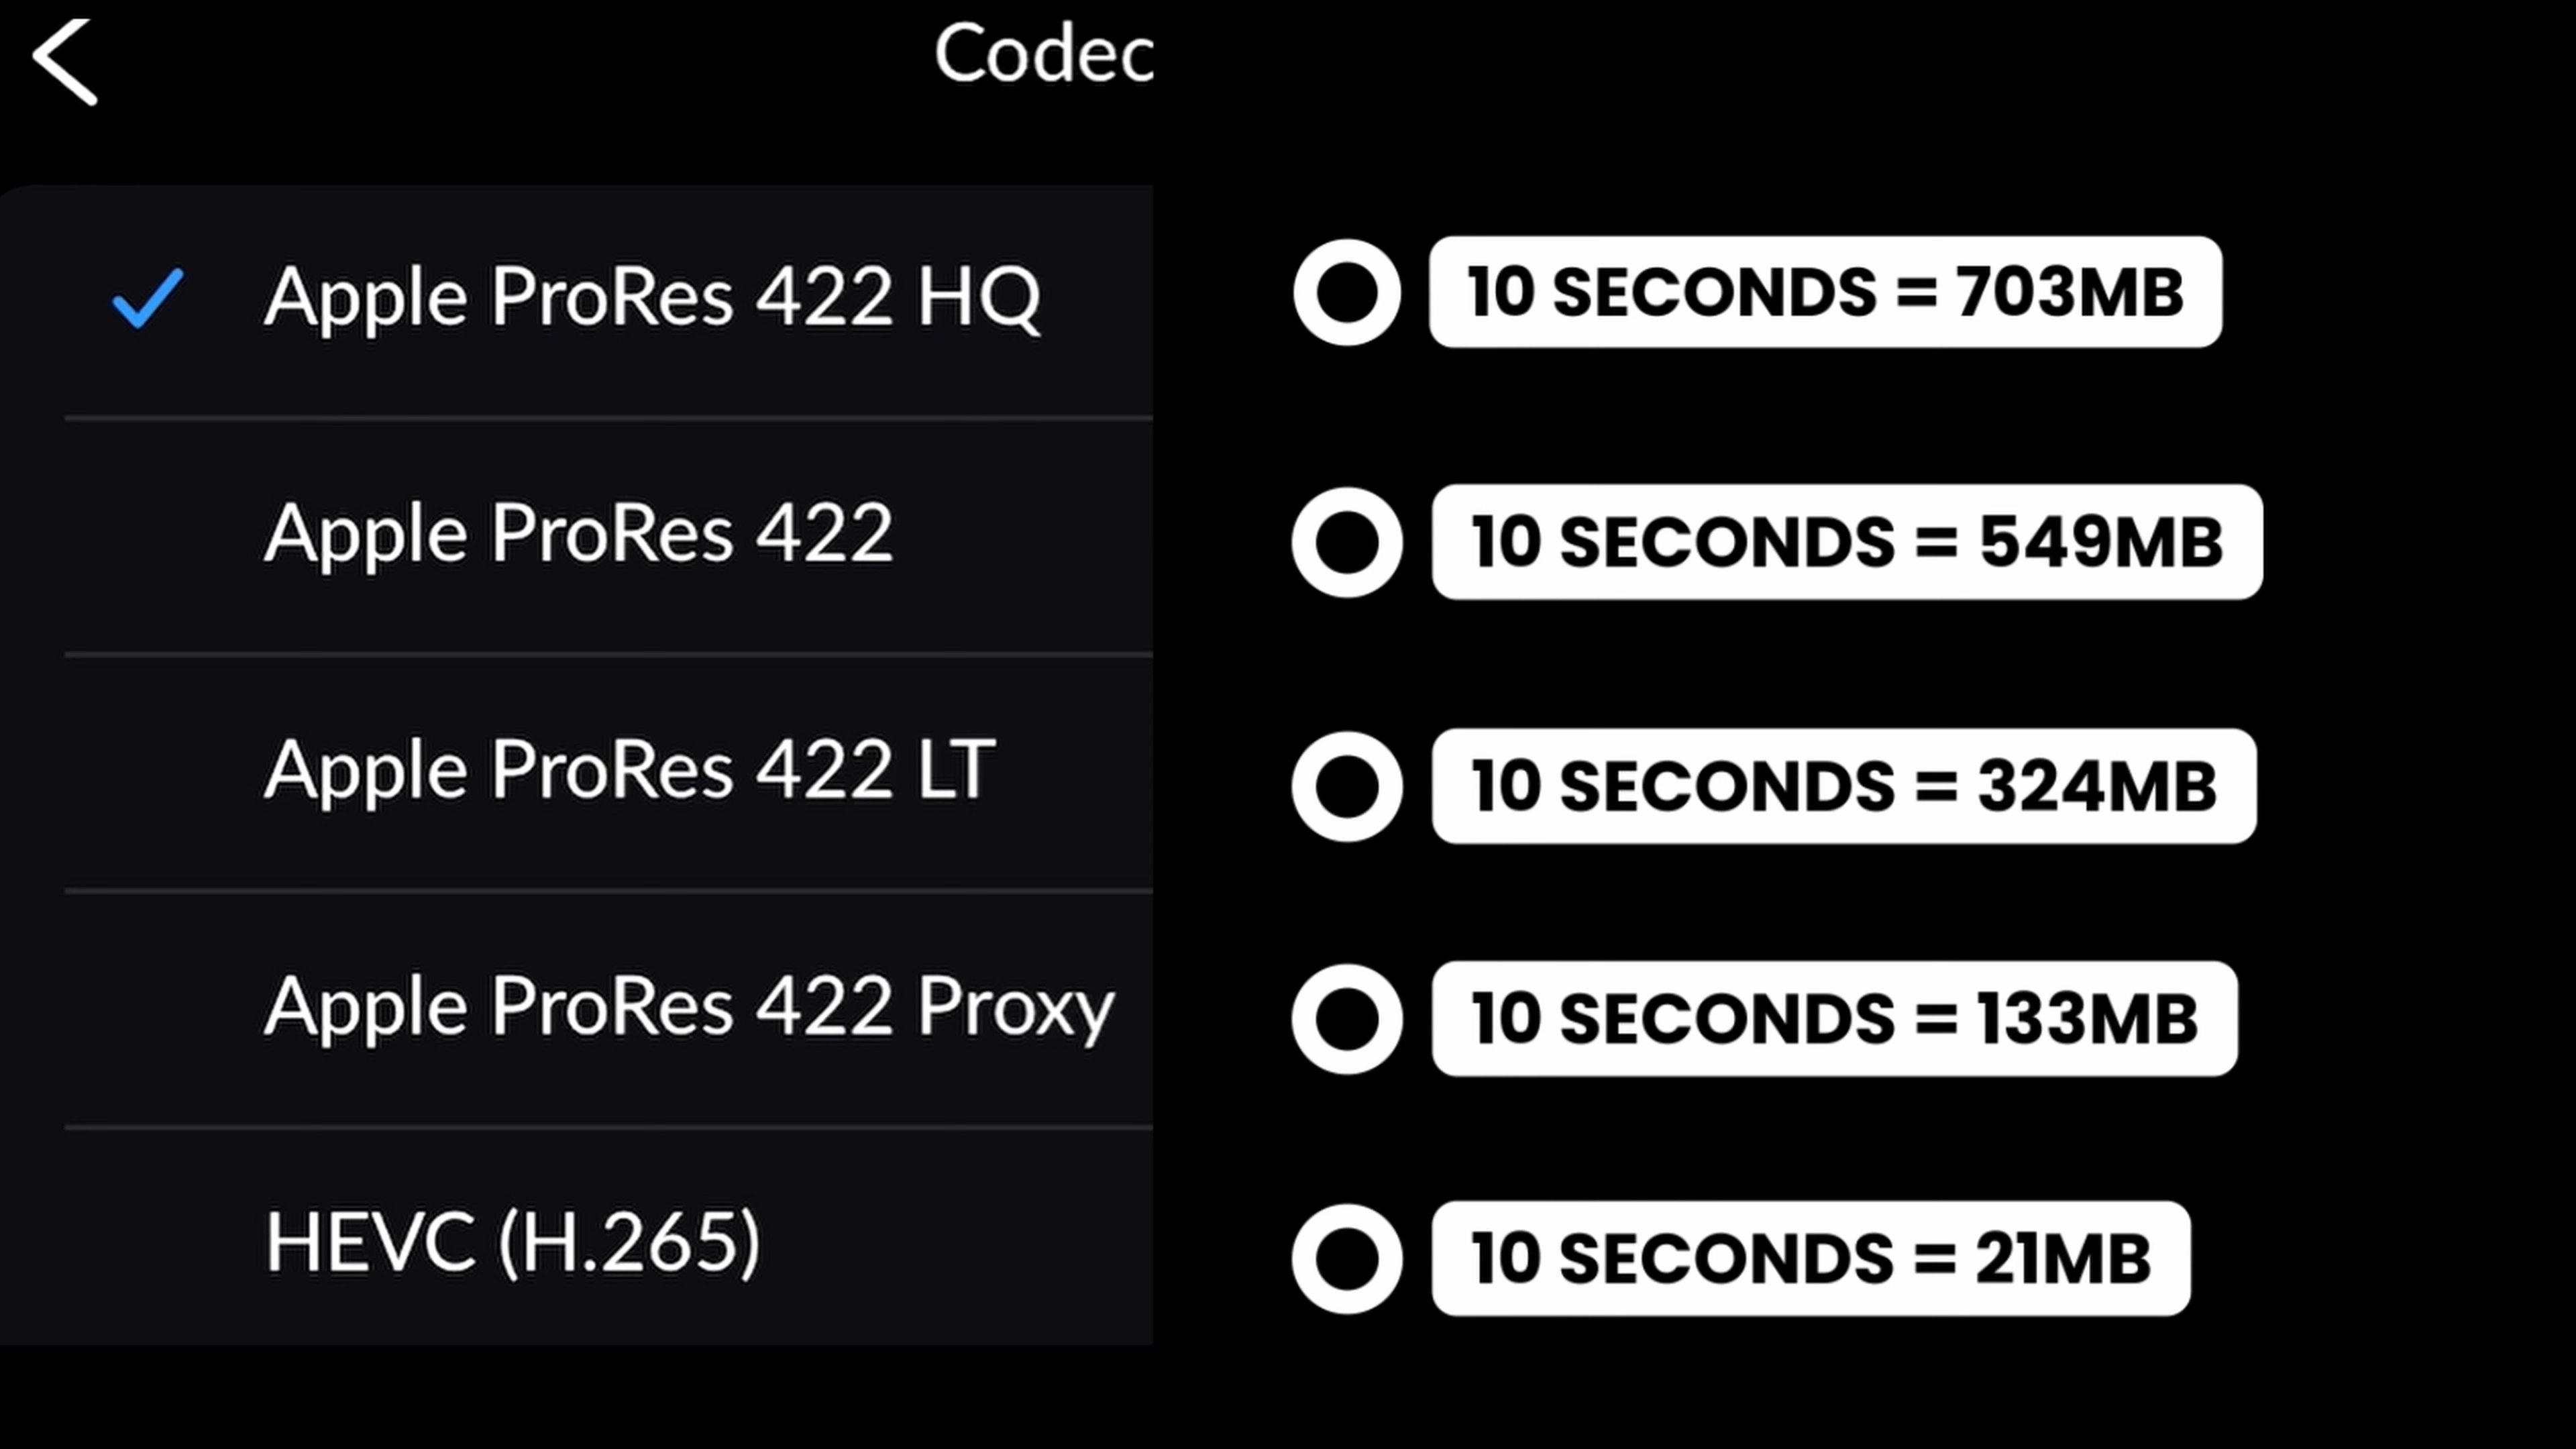 Codec
Apple ProRes 422 HQ
10 SECONDS = 703MB
Apple ProRes 422
10 SECONDS = 549MB
Apple ProRes 422 LT
10 SECONDS = 324MB
Apple ProRes 422 Proxy
10 SECONDS = 133MB
HEVC (H.265)
10 SECONDS = 21MB